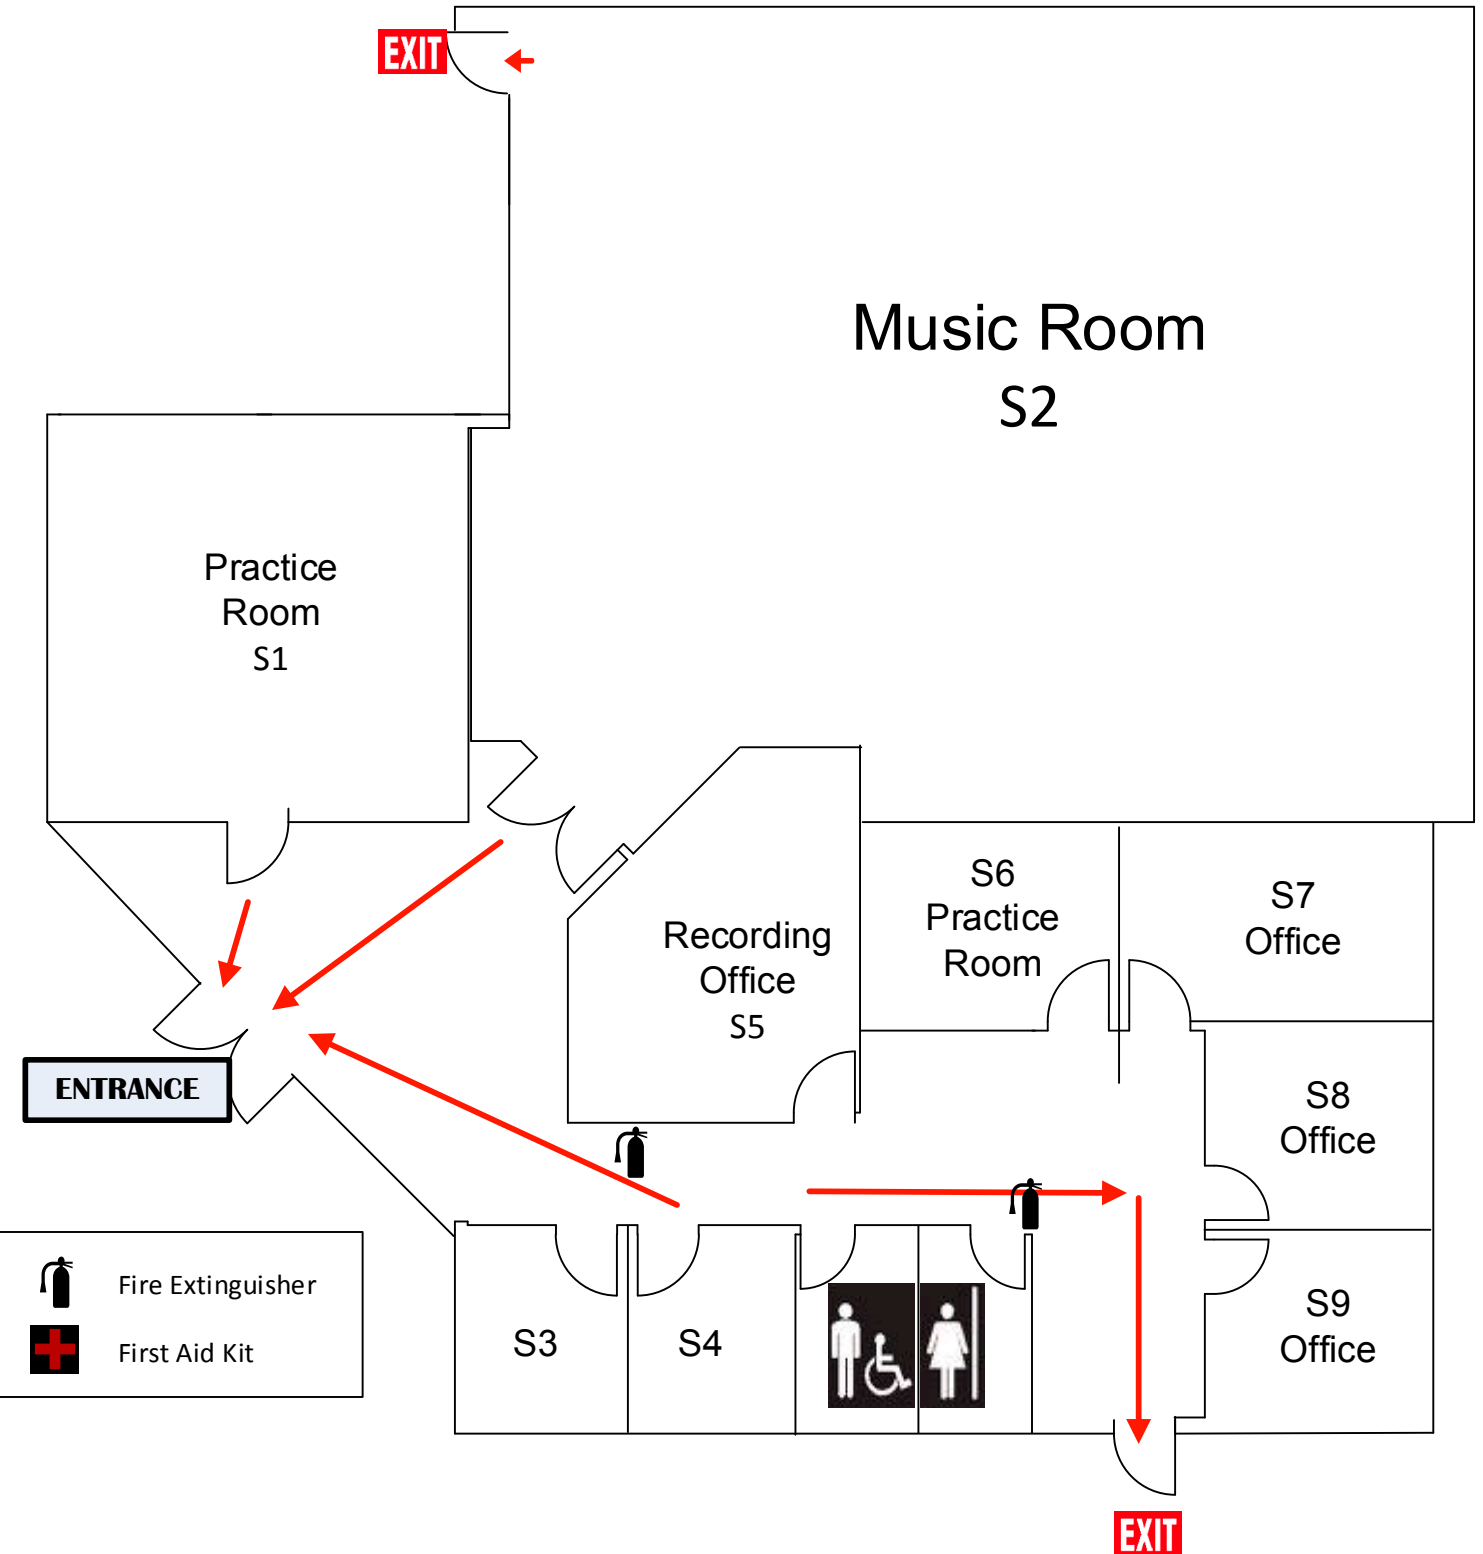 EXIT
Music Room
S2
Practice
Room
S1
S6
Practice
Room
S7
Office
Recording
Office
S5
ENTRANCE
S8
Office
Fire Extinguisher
First Aid Kit
S3
S4
S9
Office
EXIT